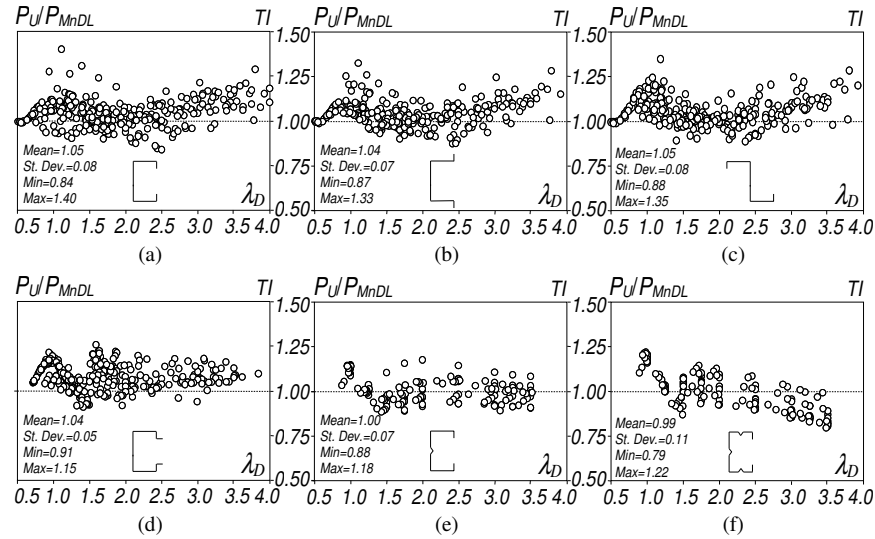 P_U/P_MnDL TI
1.50
1.25
1.00
0.75
0.50
Mean=1.05
St. Dev.=0.08
Min=0.84
Max=1.40
λ_D
0.5 1.0 1.5 2.0 2.5 3.0 3.5 4.0
(a)
P_U/P_MnDL TI
1.50
1.25
1.00
0.75
0.50
Mean=1.04
St. Dev.=0.07
Min=0.87
Max=1.33
λ_D
0.5 1.0 1.5 2.0 2.5 3.0 3.5 4.0
(b)
P_U/P_MnDL TI
Mean=1.05
St. Dev.=0.08
Min=0.88
Max=1.35
λ_D
0.5 1.0 1.5 2.0 2.5 3.0 3.5 4.0
(c)
P_U/P_MnDL TI
1.50
1.25
1.00
0.75
0.50
Mean=1.04
St. Dev.=0.05
Min=0.91
Max=1.15
λ_D
0.5 1.0 1.5 2.0 2.5 3.0 3.5 4.0
(d)
P_U/P_MnDL TI
1.50
1.25
1.00
0.75
0.50
Mean=1.00
St. Dev.=0.07
Min=0.88
Max=1.18
λ_D
0.5 1.0 1.5 2.0 2.5 3.0 3.5 4.0
(e)
P_U/P_MnDL TI
Mean=0.99
St. Dev.=0.11
Min=0.79
Max=1.22
λ_D
0.5 1.0 1.5 2.0 2.5 3.0 3.5 4.0
(f)